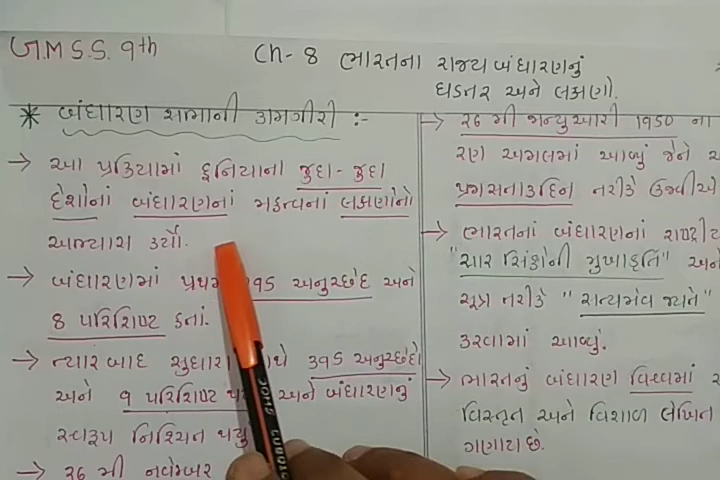 J.M.S.S. 9th
Ch-8 ભારતના રાજ્ય બંધારણનું
ઘડતર અને લક્ષણો.
* બંધારણ સભાની કામગીરી :-
→ આ પ્રક્રિયામાં દુનિયાના જુદા-જુદા
દેશોનાં બંધારણનાં મહત્વનાં લક્ષણોનો
અભ્યાસ કર્યો.
→ બંધારણમાં પ્રથમ 395 અનુચ્છેદ અને
8 પરિશિષ્ટ હતાં.
→ ત્યાર બાદ સુધારા 395 અનુચ્છેદો
અને 9 પરિશિષ્ટ અને બંધારણનું
સ્વરૂપ નિશ્ચિત થયું
→ 26 મી નવેમ્બર
→ 26 મી જાન્યુઆરી 1950 ના
રણ અમલમાં આવ્યું જેને
પ્રજાસત્તાકદિન તરીકે ઉજવીએ
→ ભારતનાં બંધારણનાં રાષ્ટ્રીય
"ચાર સિંહોની મુખાકૃતિ" અને
સૂત્ર તરીકે "સત્યમેવ જયતે"
કરવામાં આવ્યું.
→ ભારતનું બંધારણ વિશ્વમાં
વિસ્તૃત અને વિશાળ લેખિત
ગણાય છે.